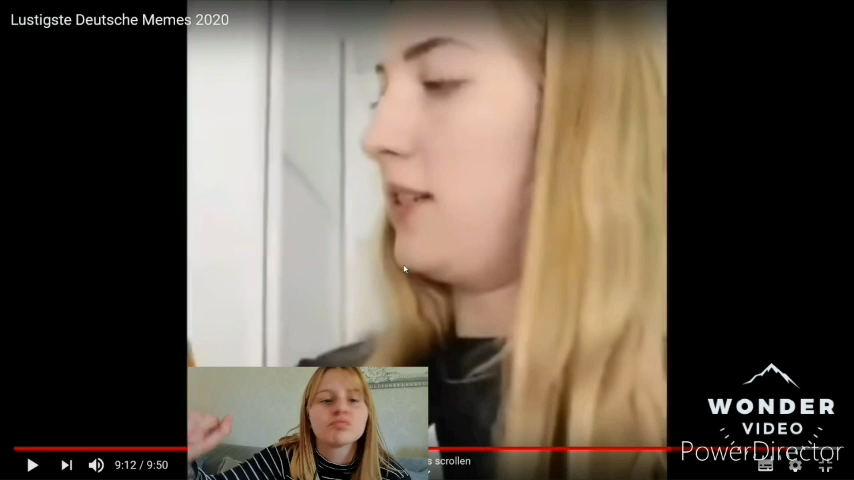 Lustigste Deutsche Memes 2020
WONDER
VIDEO
PowerDirector
9:12 / 9:50
s scrollen